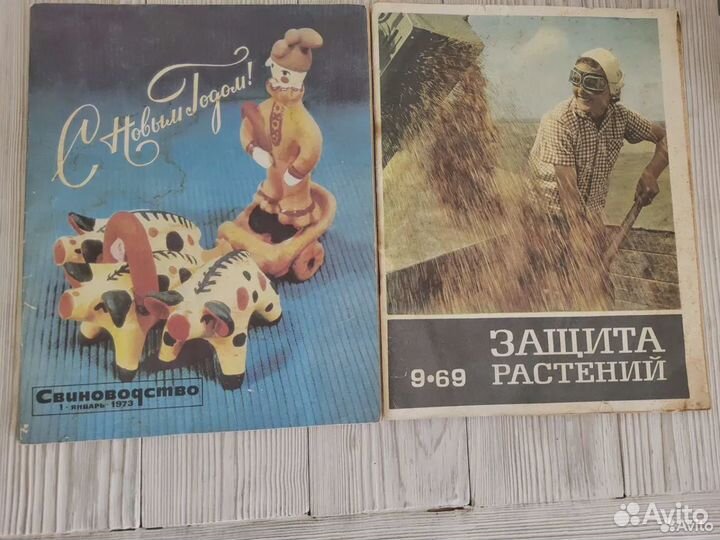 С Новым Годом!
Свиноводство
1 - ЯНВАРЬ - 1973
9•69
ЗАЩИТА
РАСТЕНИЙ
Avito